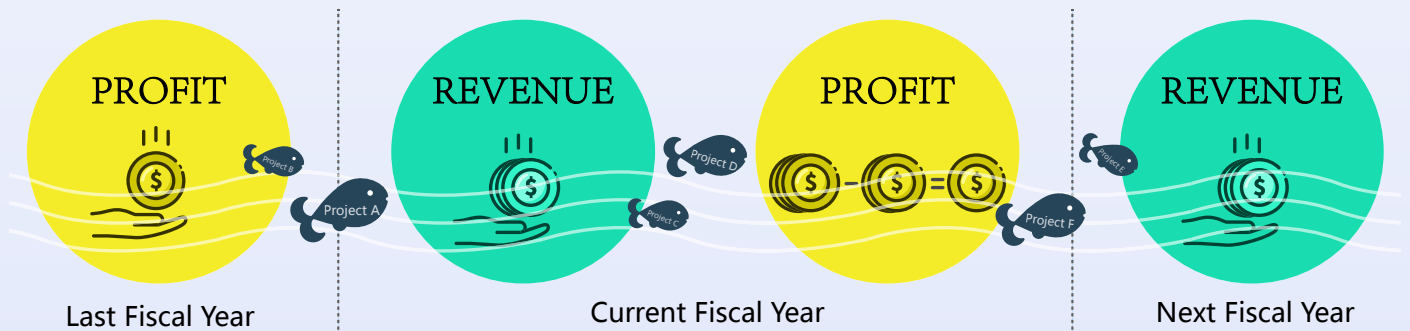 PROFIT
REVENUE
PROFIT
REVENUE
Project B
Project A
Project D
Project C
Project E
Project F
$
$
$
$
$
$
Last Fiscal Year
Current Fiscal Year
Next Fiscal Year